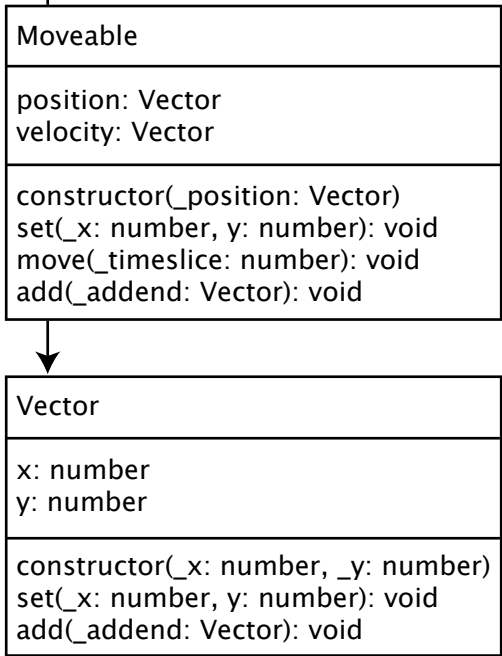 Moveable
position: Vector
velocity: Vector
constructor(_position: Vector)
set(_x: number, y: number): void
move(_timeslice: number): void
add(_addend: Vector): void
Vector
x: number
y: number
constructor(_x: number, _y: number)
set(_x: number, y: number): void
add(_addend: Vector): void